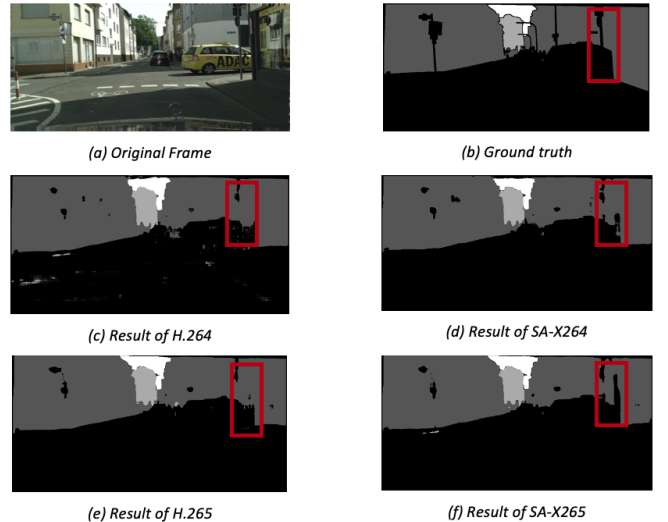 ADAC
(a) Original Frame
(b) Ground truth
(c) Result of H.264
(d) Result of SA-X264
(e) Result of H.265
(f) Result of SA-X265